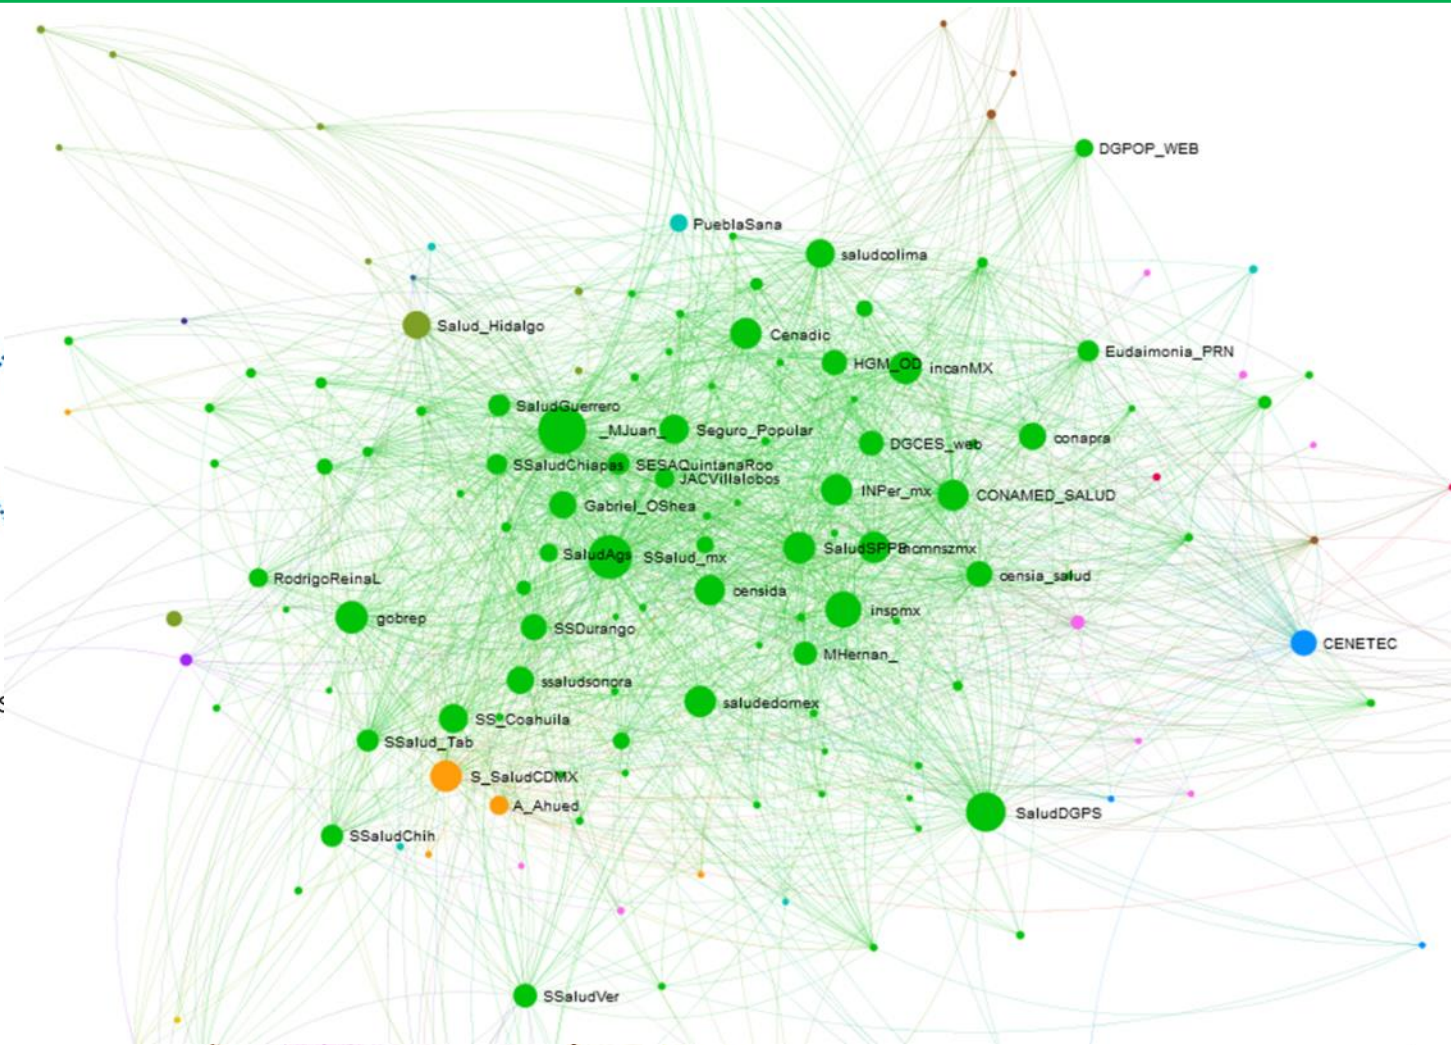 DGPOP_WEB
PueblaSana
saludcolima
Salud_Hidalgo
Cenadic
Eudaimonia_PRN
HGM_OD
incanMX
SaludGuerrero
_MJuan_
Seguro_Popular
conapra
DGCES_web
SSaludChiapas
SESAQuintanaRoo
JACVillalobos
INPer_mx
CONAMED_SALUD
Gabriel_OShea
SaludAgs
SSalud_mx
SaludSPPS
incmnszmx
censia_salud
RodrigoReinaL
censida
gobrep
inspmx
SSDurango
CENETEC
MHernan_
ssaludsonora
saludedomex
SS_Coahuila
SSalud_Tab
S_SaludCDMX
A_Ahued
SaludDGPS
SSaludChih
SSaludVer